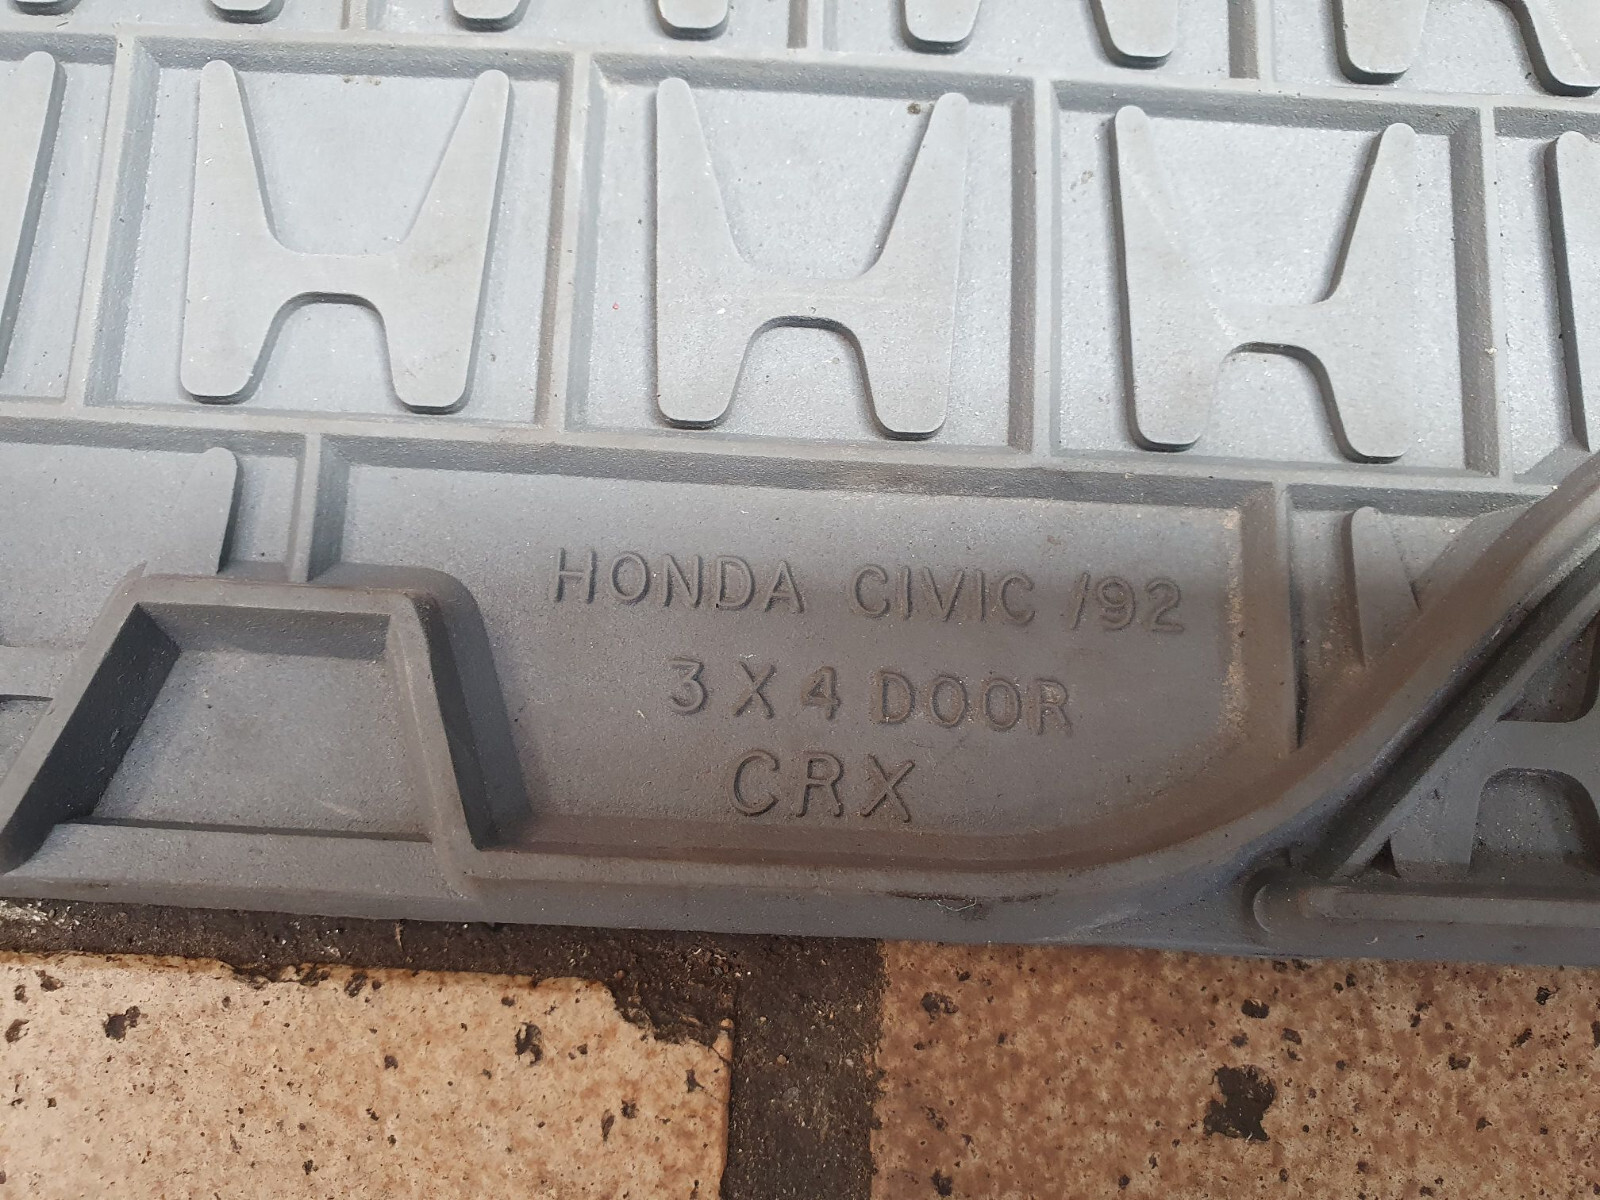 HONDA CIVIC /92
3 X 4 DOOR
CRX